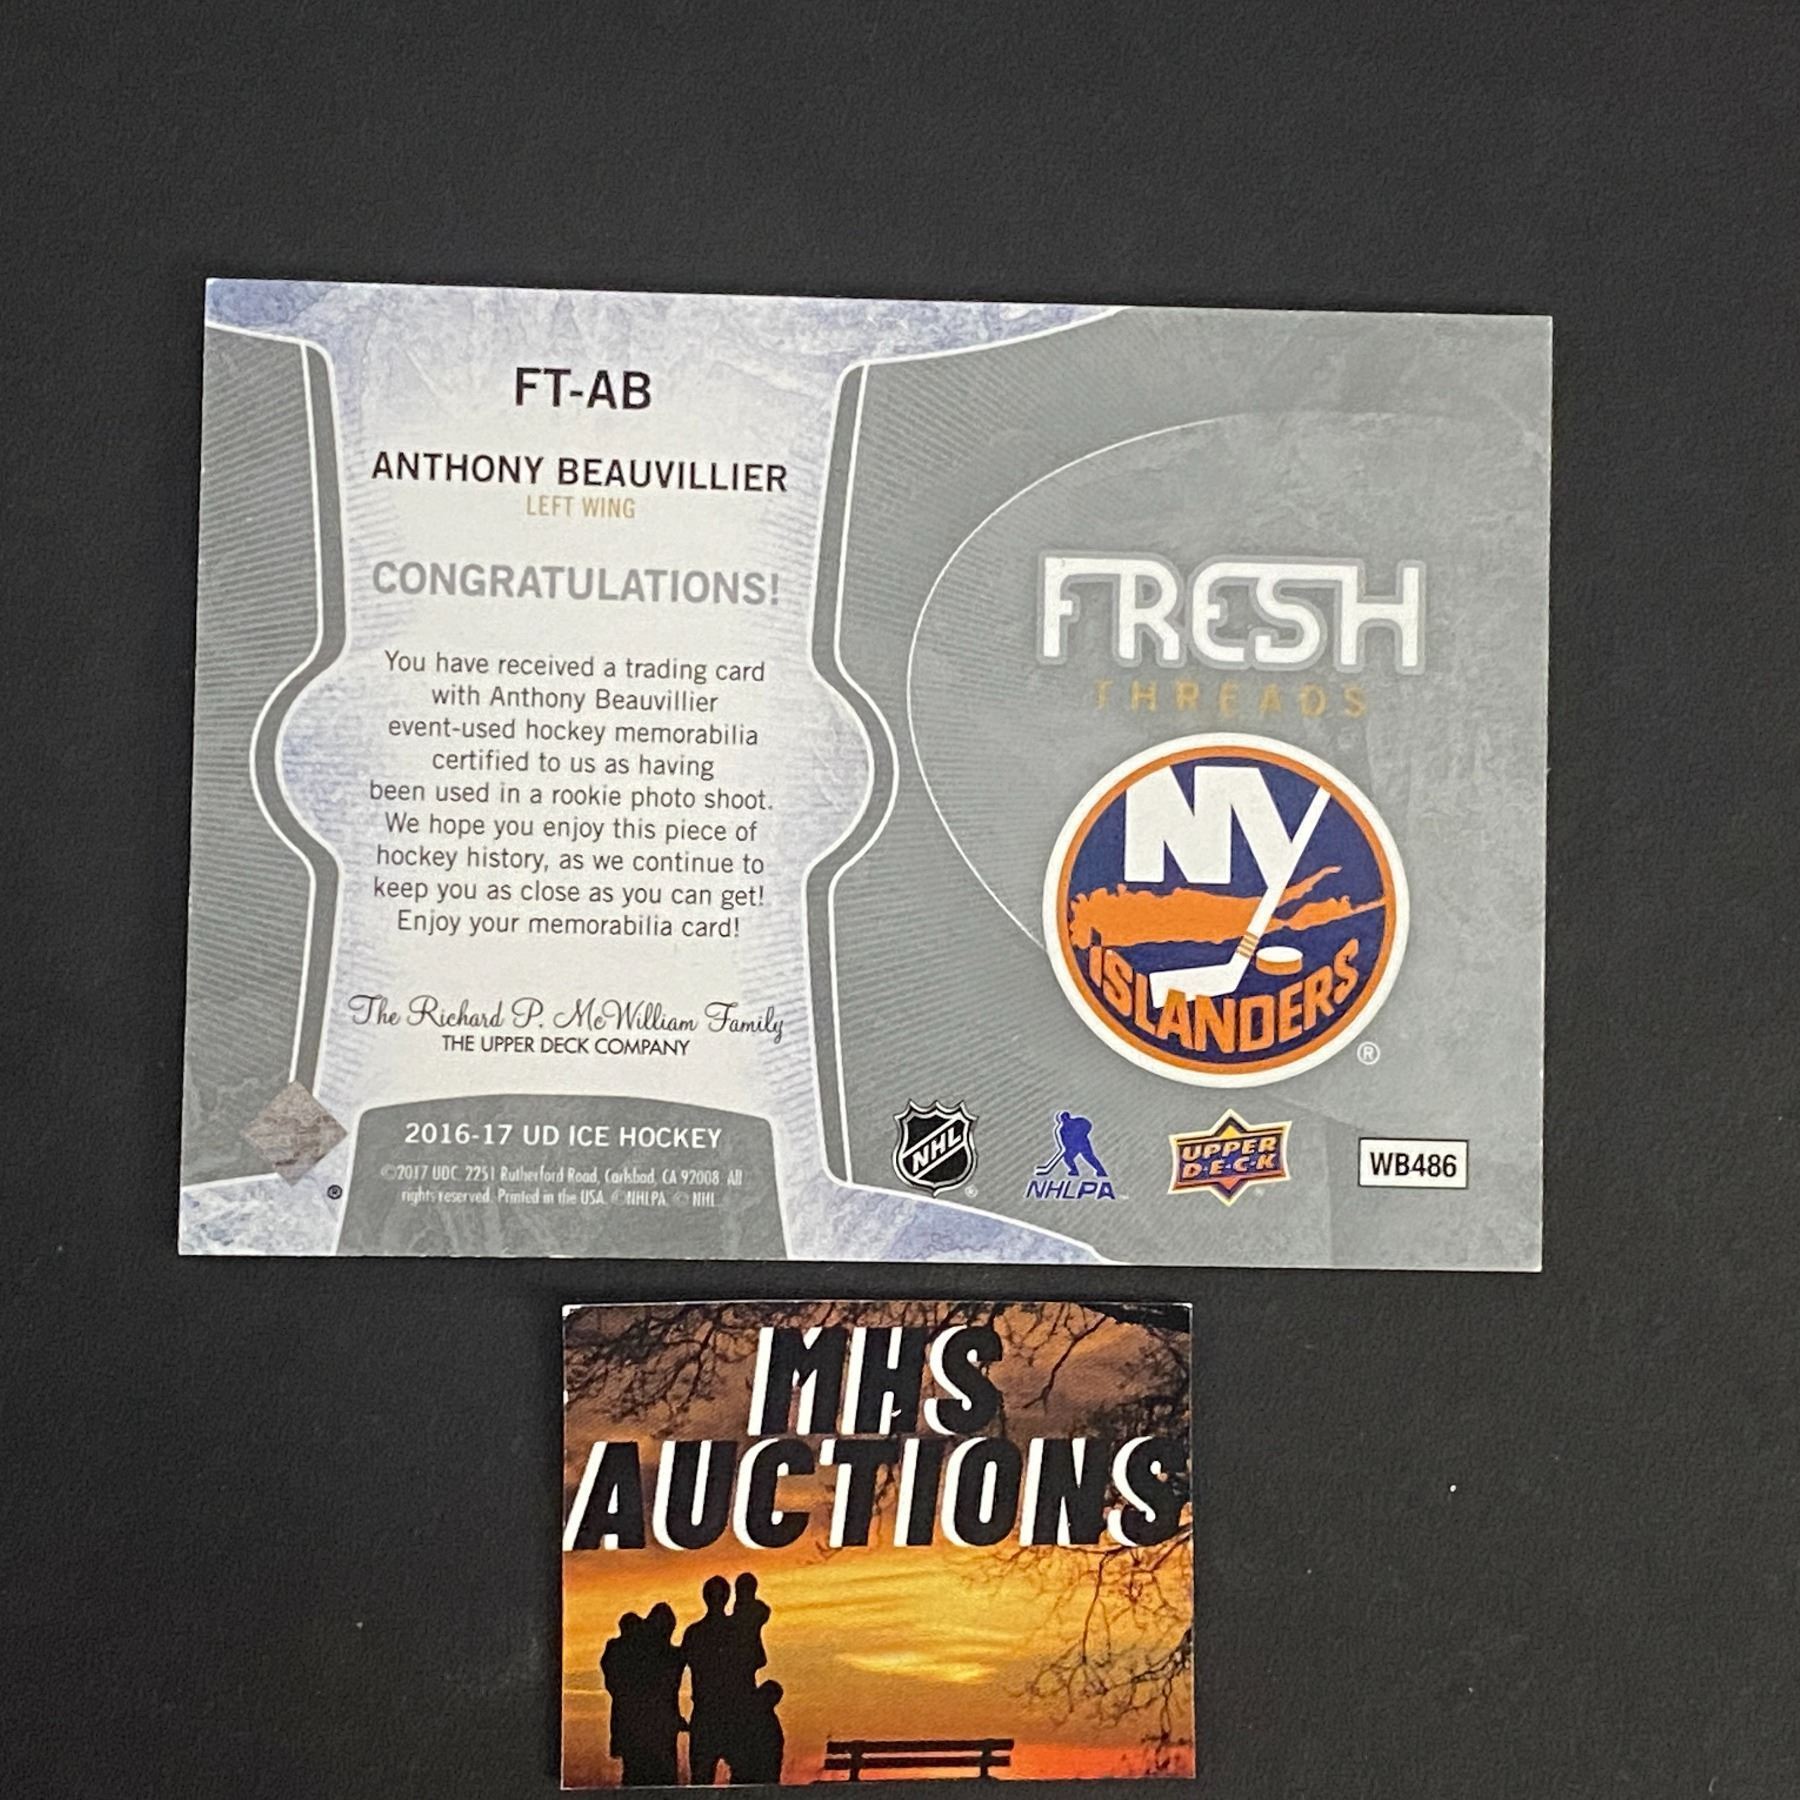 FT-AB
ANTHONY BEAUVILLIER
LEFT WING
CONGRATULATIONS!
You have received a trading card
with Anthony Beauvillier
event-used hockey memorabilia
certified to us as having
been used in a rookie photo shoot.
We hope you enjoy this piece of
hockey history, as we continue to
keep you as close as you can get!
Enjoy your memorabilia card!
The Richard P. McWilliam Family
THE UPPER DECK COMPANY
2016-17 UD ICE HOCKEY
©2017 UDC. 2251 Rutherford Road, Carlsbad, CA 92008. All
rights reserved. Printed in the USA. © NHLPA. © NHL.
®
FRESH
THREADS
NY
ISLANDERS
®
NHL
®
NHLPA
UPPER
D·E·C·K
WB486
MHS
AUCTIONS